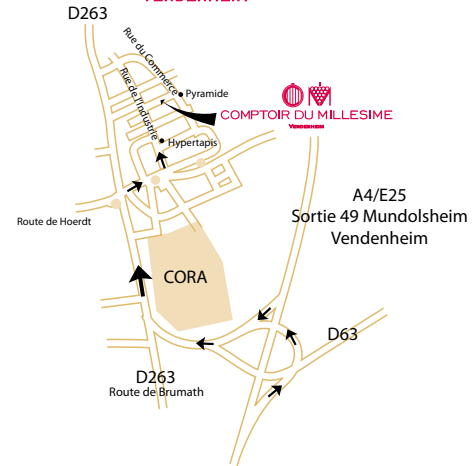 VENDENHEIM
D263
Rue du Commerce
Rue de l'Industrie
Pyramide
COMPTOIR DU MILLESIME
VENDENHEIM
Hypertapis
A4/E25
Sortie 49 Mundolsheim
Vendenheim
Route de Hoerdt
CORA
D63
D263
Route de Brumath